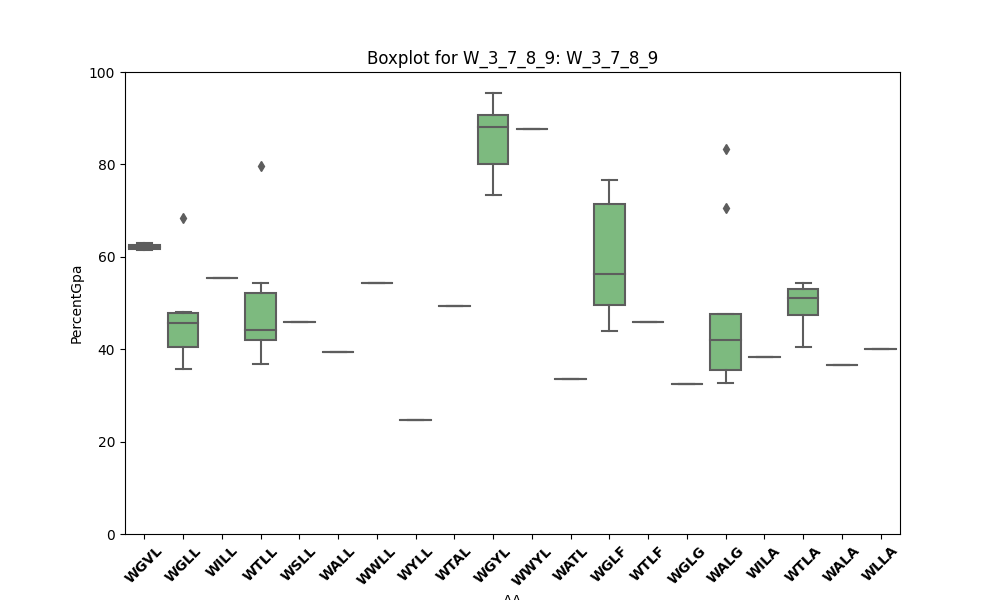 Boxplot for W_3_7_8_9: W_3_7_8_9
100
80
60
40
20
0
PercentGpa
WGVL
WGLL
WILL
WTLL
WSLL
WALL
WWLL
WYLL
WTAL
WGYL
WWYL
WATL
WGLF
WTLF
WGLG
WALG
WILA
WTLA
WALA
WLLA
AA